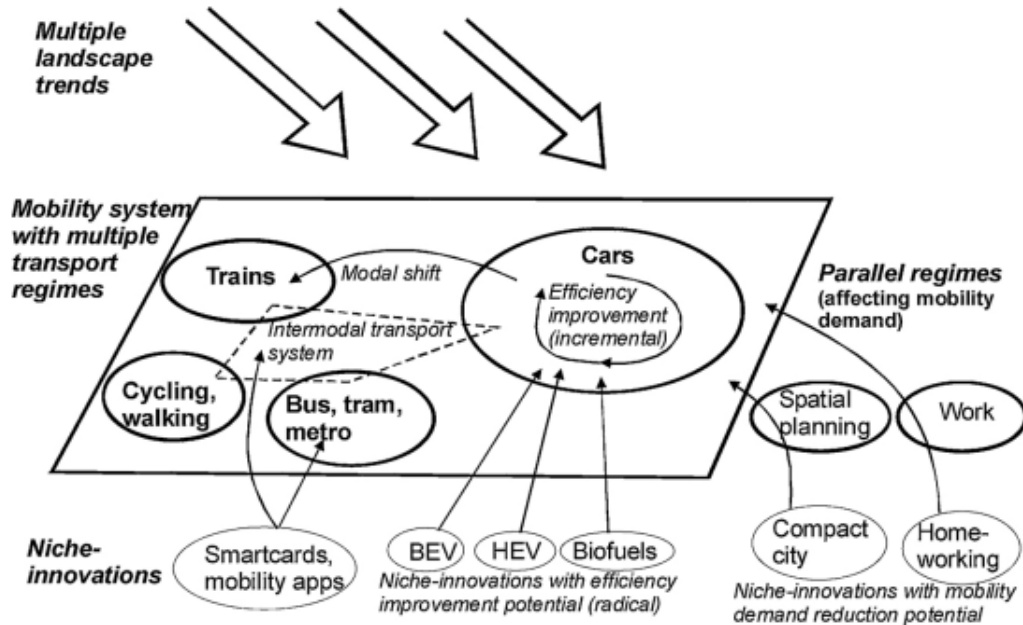 Multiple
landscape
trends
Mobility system
with multiple
transport
regimes
Trains
Modal shift
Cars
Efficiency
improvement
(incremental)
Intermodal transport
system
Cycling,
walking
Bus, tram,
metro
Parallel regimes
(affecting mobility
demand)
Spatial
planning
Work
Niche-
innovations
Smartcards,
mobility apps
BEV
HEV
Biofuels
Niche-innovations with efficiency
improvement potential (radical)
Compact
city
Home-
working
Niche-innovations with mobility
demand reduction potential